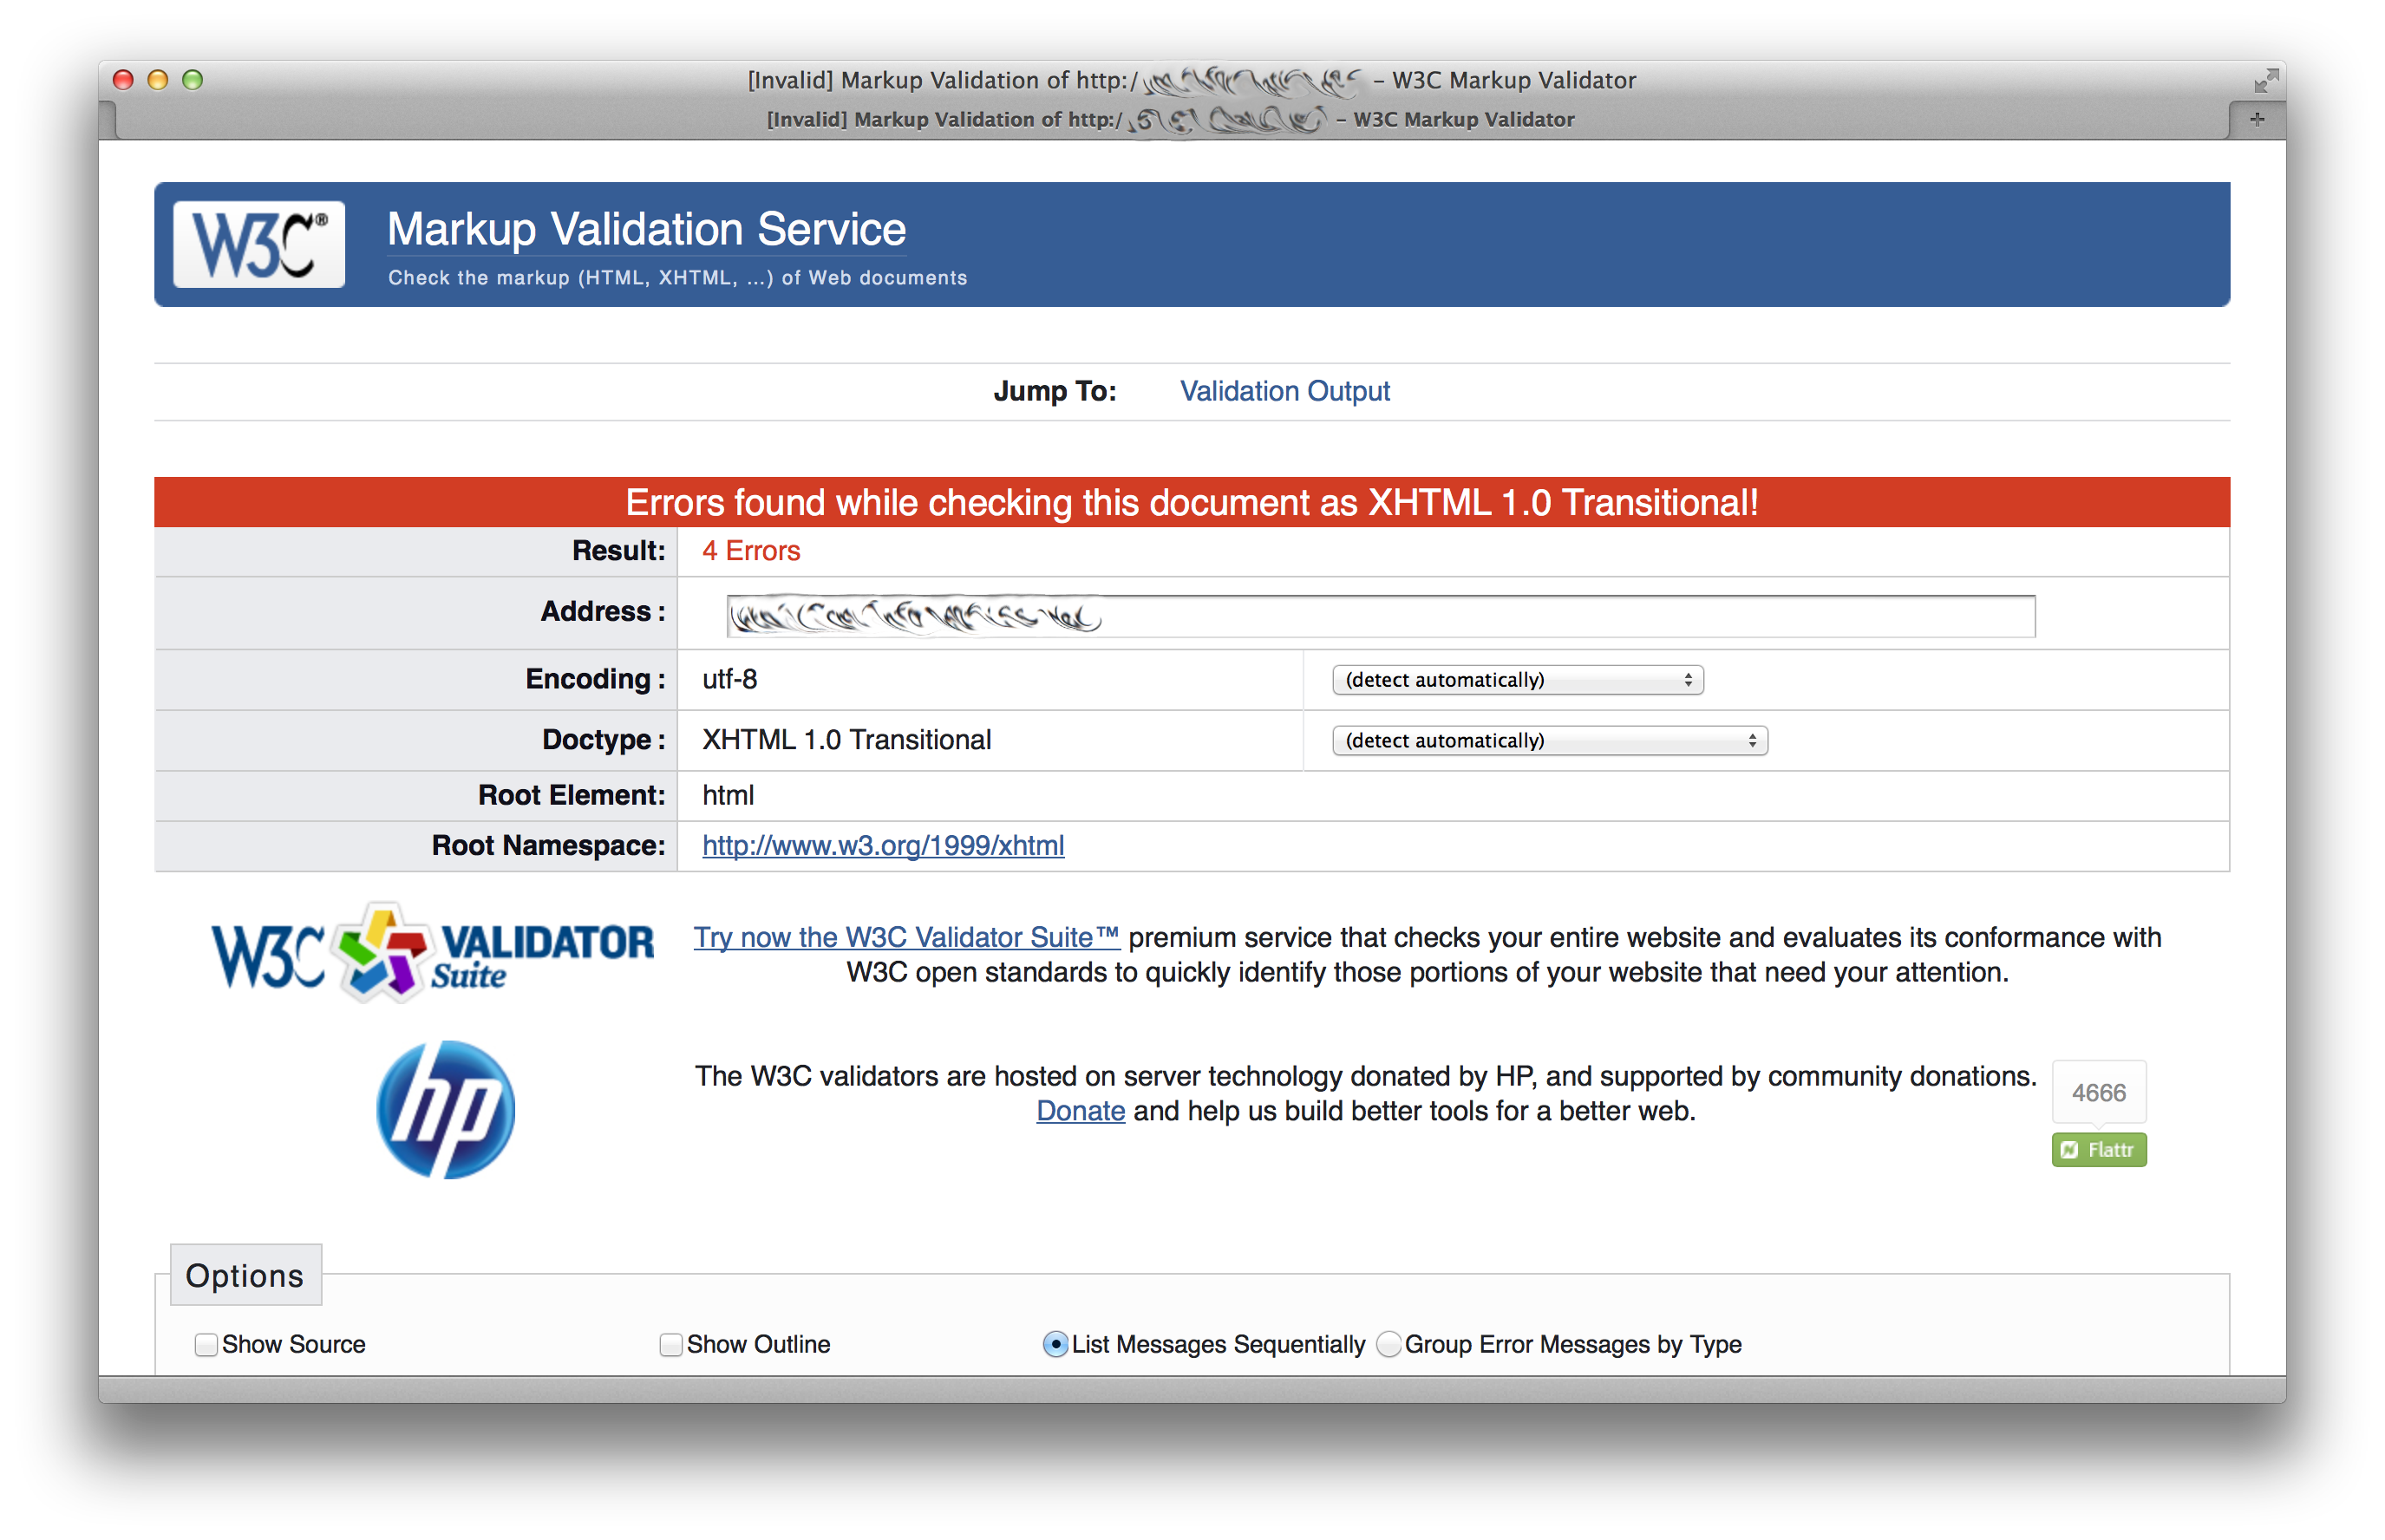 [Invalid] Markup Validation of http:/ – W3C Markup Validator
[Invalid] Markup Validation of http:/ – W3C Markup Validator
+
W3C®
Markup Validation Service
Check the markup (HTML, XHTML, …) of Web documents
Jump To: Validation Output
Errors found while checking this document as XHTML 1.0 Transitional!
Result: 4 Errors
Address :
Encoding : utf-8 (detect automatically)
Doctype : XHTML 1.0 Transitional (detect automatically)
Root Element: html
Root Namespace: http://www.w3.org/1999/xhtml
W3C VALIDATOR
Suite
Try now the W3C Validator Suite™ premium service that checks your entire website and evaluates its conformance with
W3C open standards to quickly identify those portions of your website that need your attention.
hp
The W3C validators are hosted on server technology donated by HP, and supported by community donations.
Donate and help us build better tools for a better web.
4666
Flattr
Options
Show Source Show Outline List Messages Sequentially Group Error Messages by Type